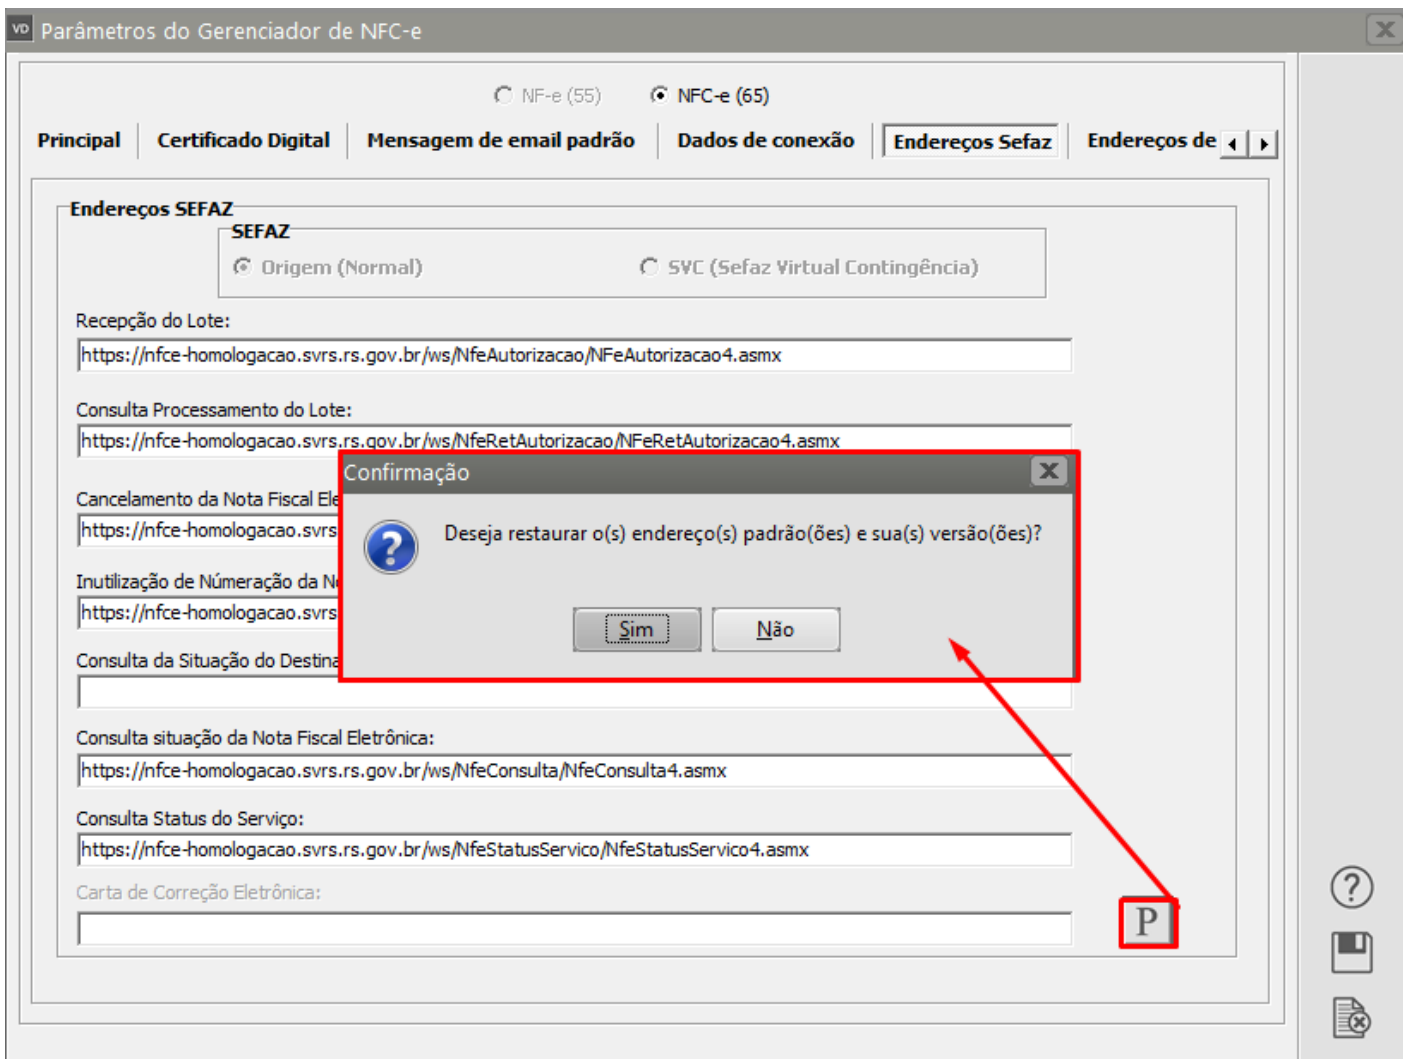 VD Parâmetros do Gerenciador de NFC-e
NF-e (55) NFC-e (65)
Principal Certificado Digital Mensagem de email padrão Dados de conexão Endereços Sefaz Endereços de
Endereços SEFAZ
SEFAZ
Origem (Normal) SVC (Sefaz Virtual Contingência)
Recepção do Lote:
https://nfce-homologacao.svrs.rs.gov.br/ws/NfeAutorizacao/NFeAutorizacao4.asmx
Consulta Processamento do Lote:
https://nfce-homologacao.svrs.rs.gov.br/ws/NfeRetAutorizacao/NFeRetAutorizacao4.asmx
Confirmação
Deseja restaurar o(s) endereço(s) padrão(ões) e sua(s) versão(ões)?
Sim Não
Cancelamento da Nota Fiscal Ele
https://nfce-homologacao.svrs
Inutilização de Númeração da N
https://nfce-homologacao.svrs
Consulta da Situação do Destina
Consulta situação da Nota Fiscal Eletrônica:
https://nfce-homologacao.svrs.rs.gov.br/ws/NfeConsulta/NfeConsulta4.asmx
Consulta Status do Serviço:
https://nfce-homologacao.svrs.rs.gov.br/ws/NfeStatusServico/NfeStatusServico4.asmx
Carta de Correção Eletrônica:
P
?